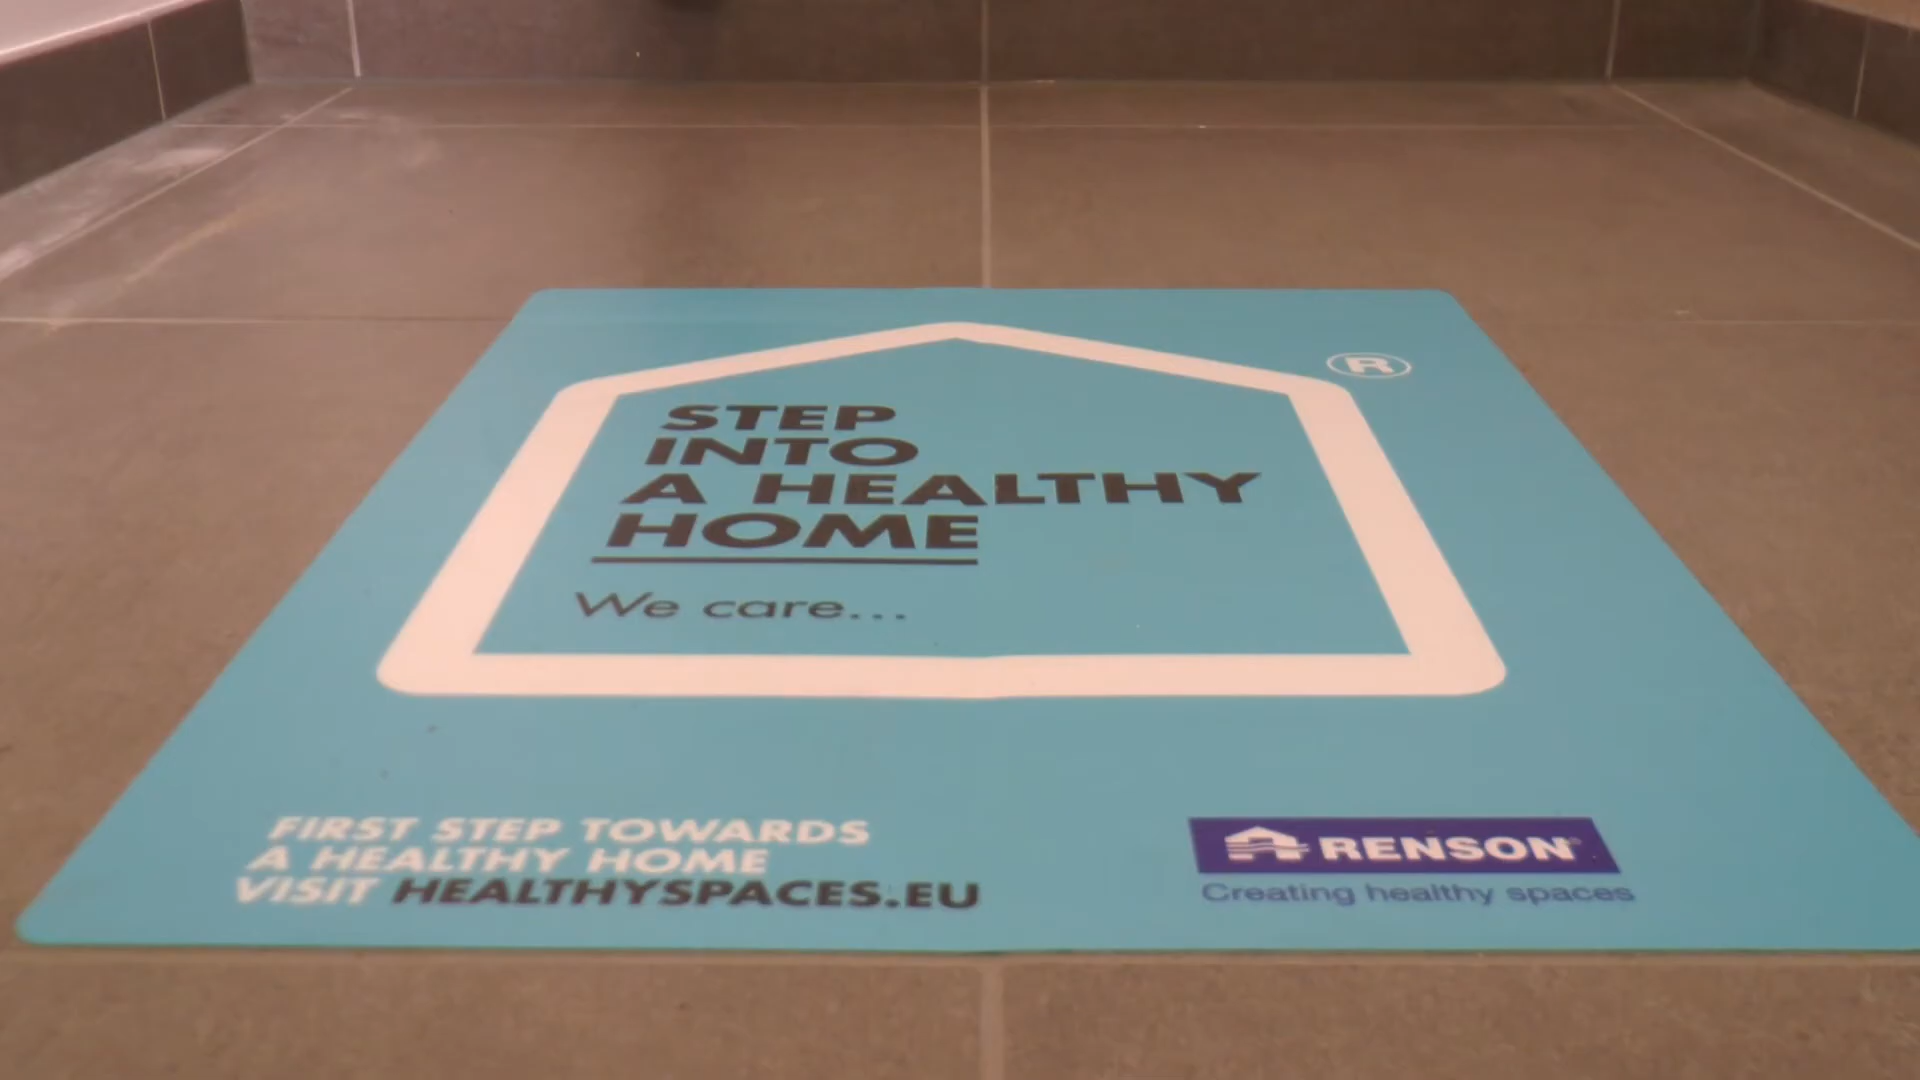 ®
STEP
INTO
A HEALTHY
HOME
We care...
FIRST STEP TOWARDS
A HEALTHY HOME
VISIT HEALTHYSPACES.EU
RENSON®
Creating healthy spaces